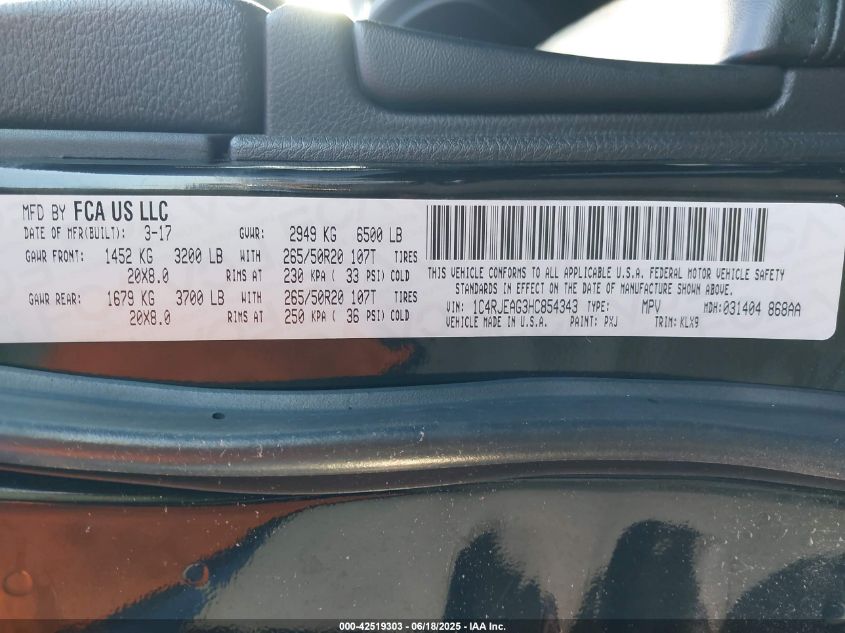 MFD BY FCA US LLC
DATE OF MFR(BUILT): 3-17 GVWR: 2949 KG 6500 LB
GAWR FRONT: 1452 KG 3200 LB WITH 265/50R20 107T TIRES
20X8.0 RIMS AT 230 KPA ( 33 PSI) COLD
GAWR REAR: 1679 KG 3700 LB WITH 265/50R20 107T TIRES
20X8.0 RIMS AT 250 KPA ( 36 PSI) COLD
THIS VEHICLE CONFORMS TO ALL APPLICABLE U.S.A. FEDERAL MOTOR VEHICLE SAFETY
STANDARDS IN EFFECT ON THE DATE OF MANUFACTURE SHOWN ABOVE.
VIN: 1C4RJEAG3HC854343 TYPE: MPV MDH:031404 868AA
VEHICLE MADE IN U.S.A. PAINT: PXJ TRIM: KLX9
000-42519303 - 06/18/2025 - IAA Inc.